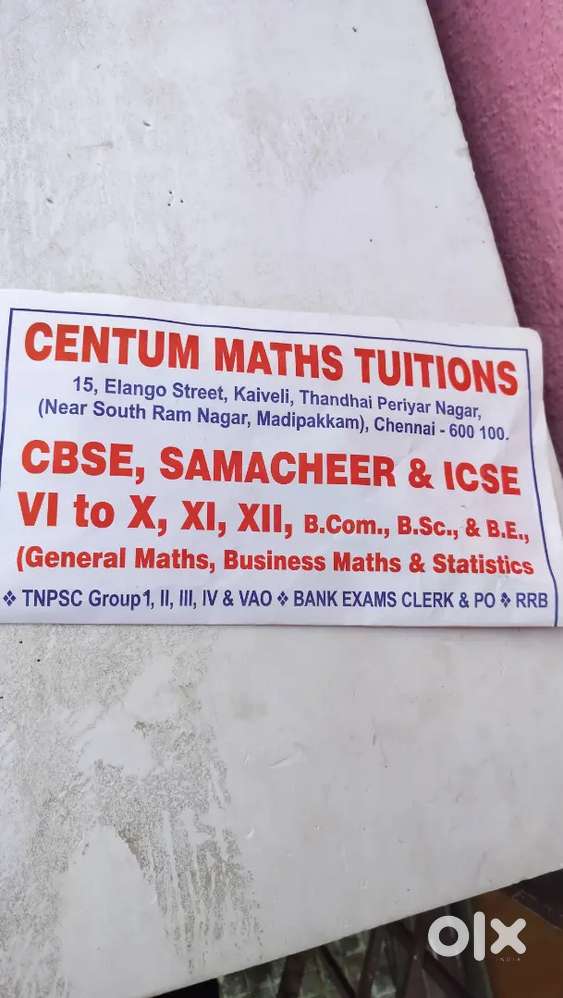 CENTUM MATHS TUITIONS
15, Elango Street, Kaiveli, Thandhai Periyar Nagar,
(Near South Ram Nagar, Madipakkam), Chennai - 600 100.
CBSE, SAMACHEER & ICSE
VI to X, XI, XII, B.Com., B.Sc., & B.E.,
(General Maths, Business Maths & Statistics
❖ TNPSC Group1, II, III, IV & VAO ❖ BANK EXAMS CLERK & PO ❖ RRB
olx
INDIA